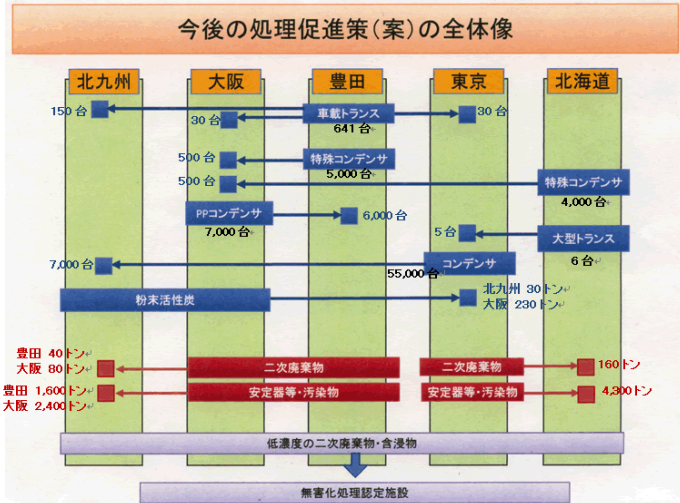 今後の処理促進策(案)の全体像
北九州 大阪 豊田 東京 北海道
150台
30台
車載トランス
641台
30台
500台
特殊コンデンサ
5,000台
500台
特殊コンデンサ
4,000台
PPコンデンサ
7,000台
6,000台
5台
大型トランス
6台
7,000台
コンデンサ
55,000台
粉末活性炭
北九州 30トン
大阪 230トン
豊田 40トン
大阪 80トン
二次廃棄物
二次廃棄物
160トン
豊田 1,600トン
大阪 2,400トン
安定器等・汚染物
安定器等・汚染物
4,300トン
低濃度の二次廃棄物・含浸物
無害化処理認定施設